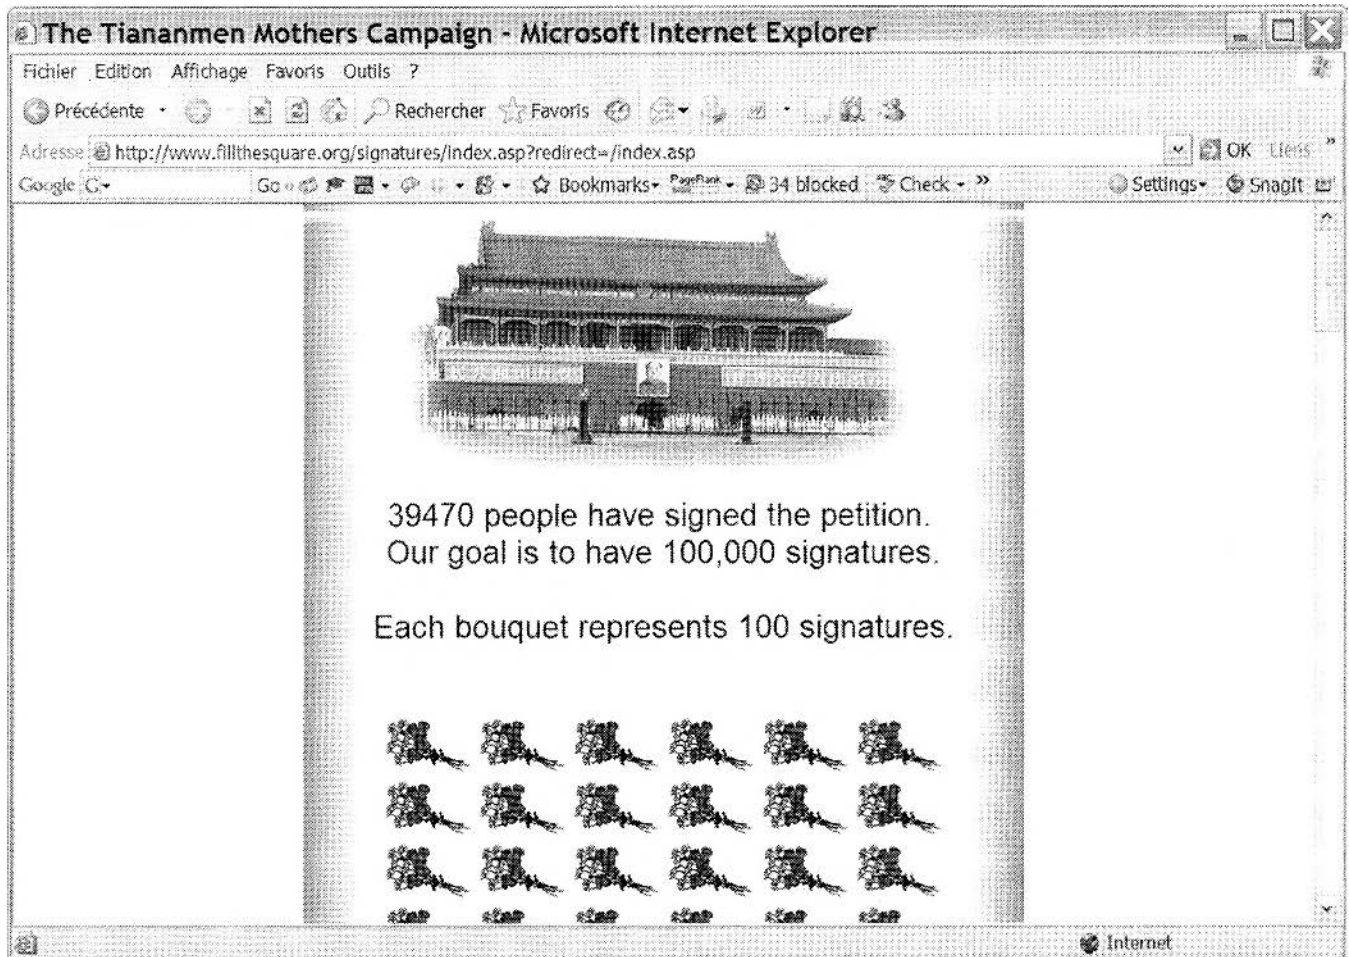 The Tiananmen Mothers Campaign - Microsoft Internet Explorer
Fichier Edition Affichage Favoris Outils ?
Précédente Rechercher Favoris
Adresse http://www.fillthesquare.org/signatures/index.asp?redirect=/index.asp OK Liens »
Google G Go Bookmarks PageRank 34 blocked Check » Settings SnagIt
39470 people have signed the petition.
Our goal is to have 100,000 signatures.
Each bouquet represents 100 signatures.
Internet